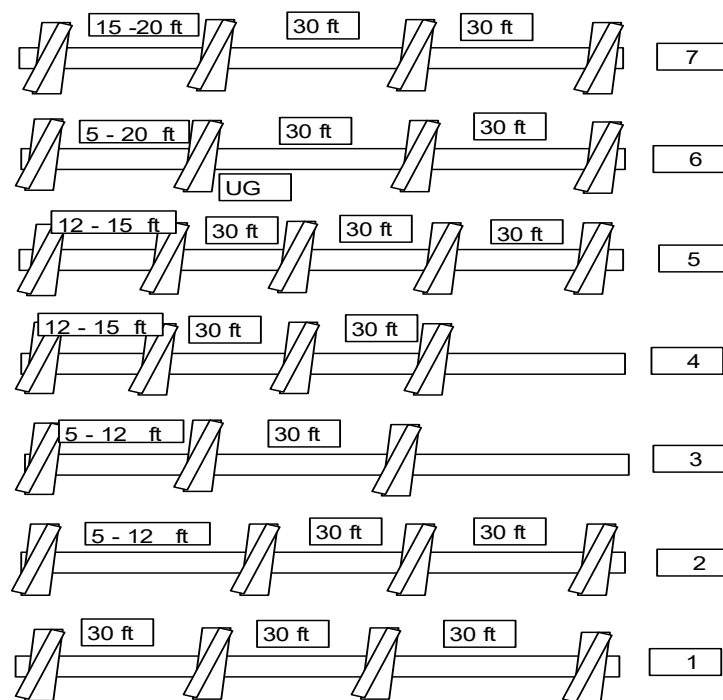 15 -20 ft 30 ft 30 ft 7
5 - 20 ft 30 ft 30 ft 6
UG
12 - 15 ft 30 ft 30 ft 30 ft 5
12 - 15 ft 30 ft 30 ft 4
5 - 12 ft 30 ft 3
5 - 12 ft 30 ft 30 ft 2
30 ft 30 ft 30 ft 1